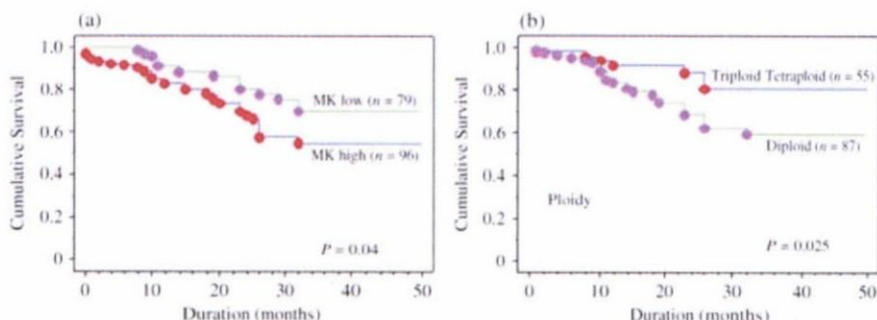 (a)
Cumulative Survival
1.0
0.8
0.6
0.4
0.2
0
MK low (n = 79)
MK high (n = 96)
P = 0.04
0 10 20 30 40 50
Duration (months)
(b)
Cumulative Survival
1.0
0.8
0.6
0.4
0.2
0
Triploid Tetraploid (n = 55)
Diploid (n = 87)
Ploidy
P = 0.025
0 10 20 30 40 50
Duration (months)